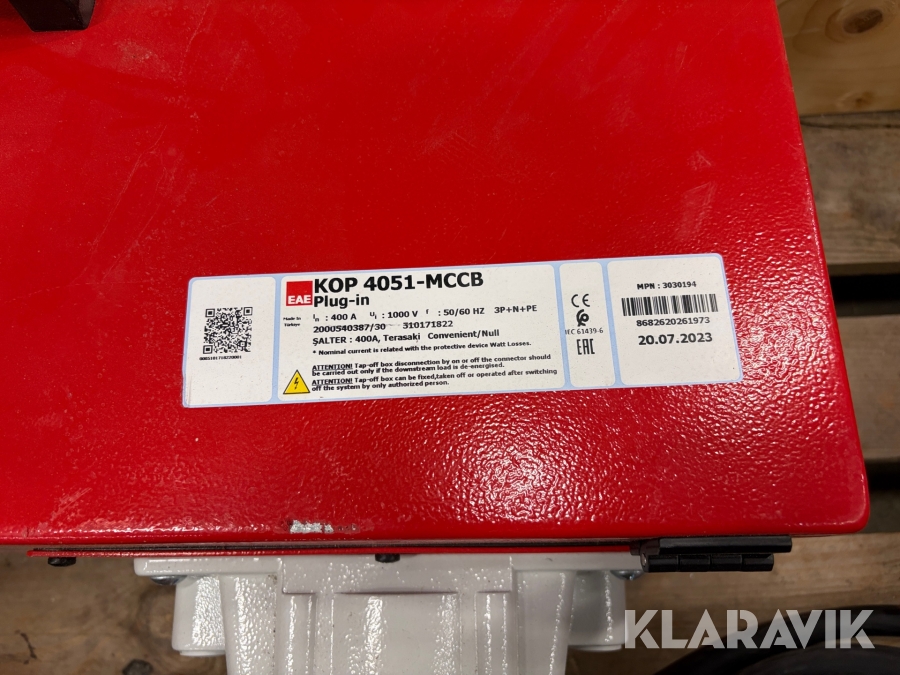 KOP 4051-MCCB
EAE
Plug-in
Made in
Türkiye
In : 400 A Ui : 1000 V f : 50/60 HZ 3P+N+PE
2000540387/30 310171822
ŞALTER : 400A, Terasaki Convenient/Null
* Nominal current is related with the protective device Watt Losses.
ATTENTION! Tap-off box disconnection by on or off the connector should
be carried out only if the downstream load is de-energised.
ATTENTION! Tap-off box can be fixed,taken off or operated after switching
off the system by only authorized person.
CE
IEC 61439-6
EAC
MPN : 3030194
8682620261973
20.07.2023
KLARAVIK